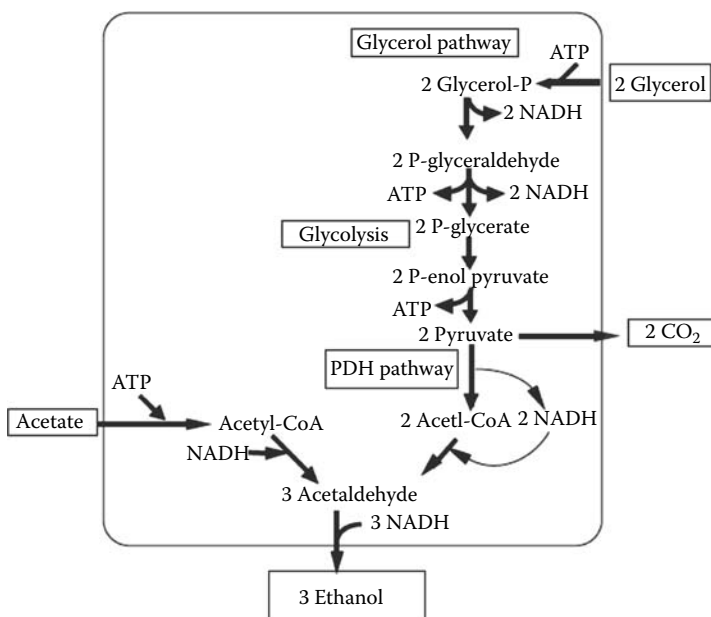 Glycerol pathway
ATP
2 Glycerol-P
2 Glycerol
2 NADH
2 P-glyceraldehyde
ATP
2 NADH
Glycolysis
2 P-glycerate
2 P-enol pyruvate
ATP
2 Pyruvate
2 CO₂
PDH pathway
ATP
Acetate
Acetyl-CoA
2 Acetl-CoA
2 NADH
NADH
3 Acetaldehyde
3 NADH
3 Ethanol